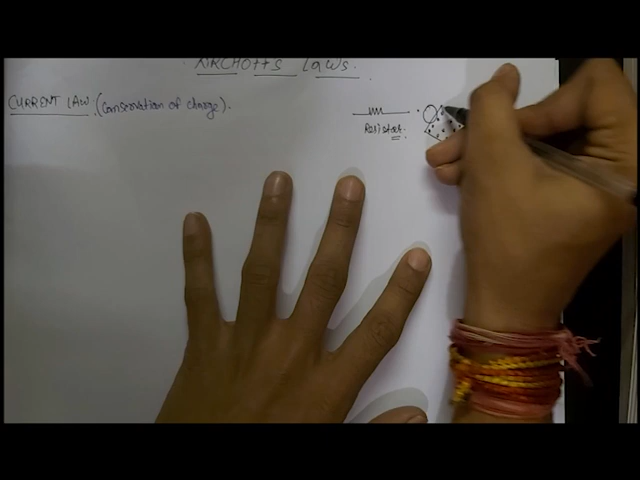 KIRCHOFFS LAWS.
CURRENT LAW. (Conservation of charge).
Resistor.